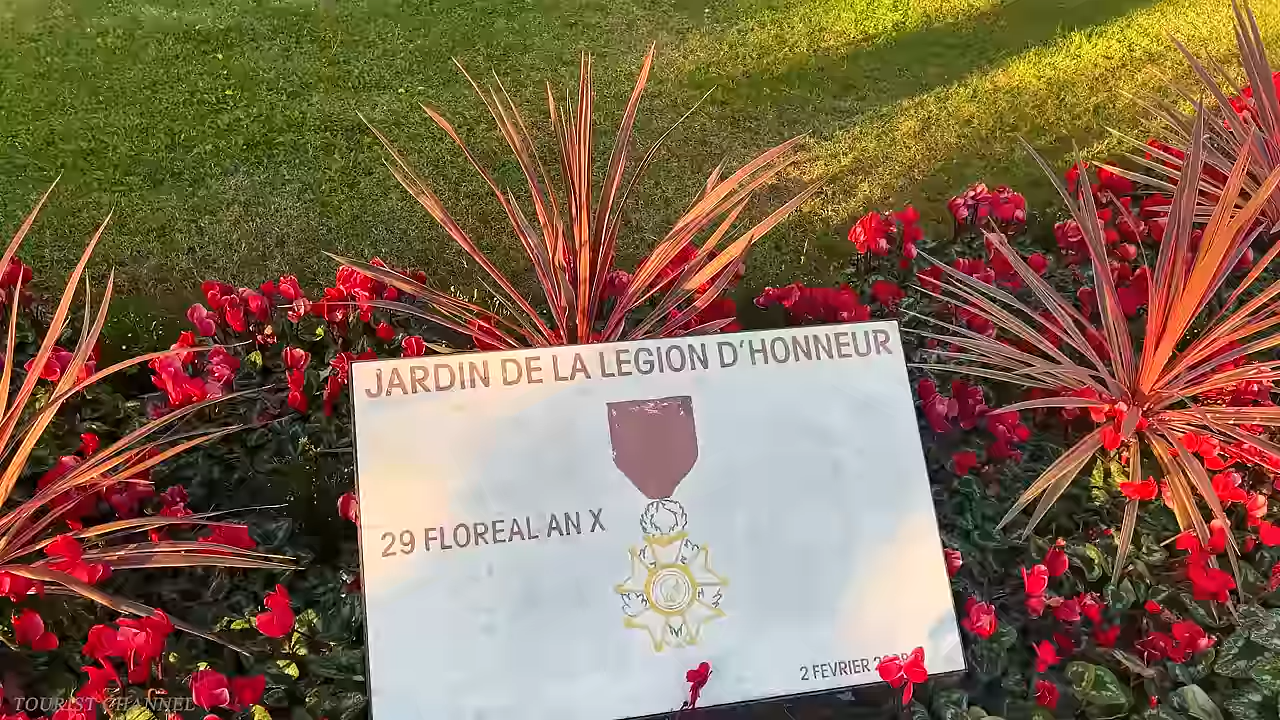 JARDIN DE LA LEGION D'HONNEUR
29 FLOREAL AN X
2 FEVRIER
TOURIST CHANNEL